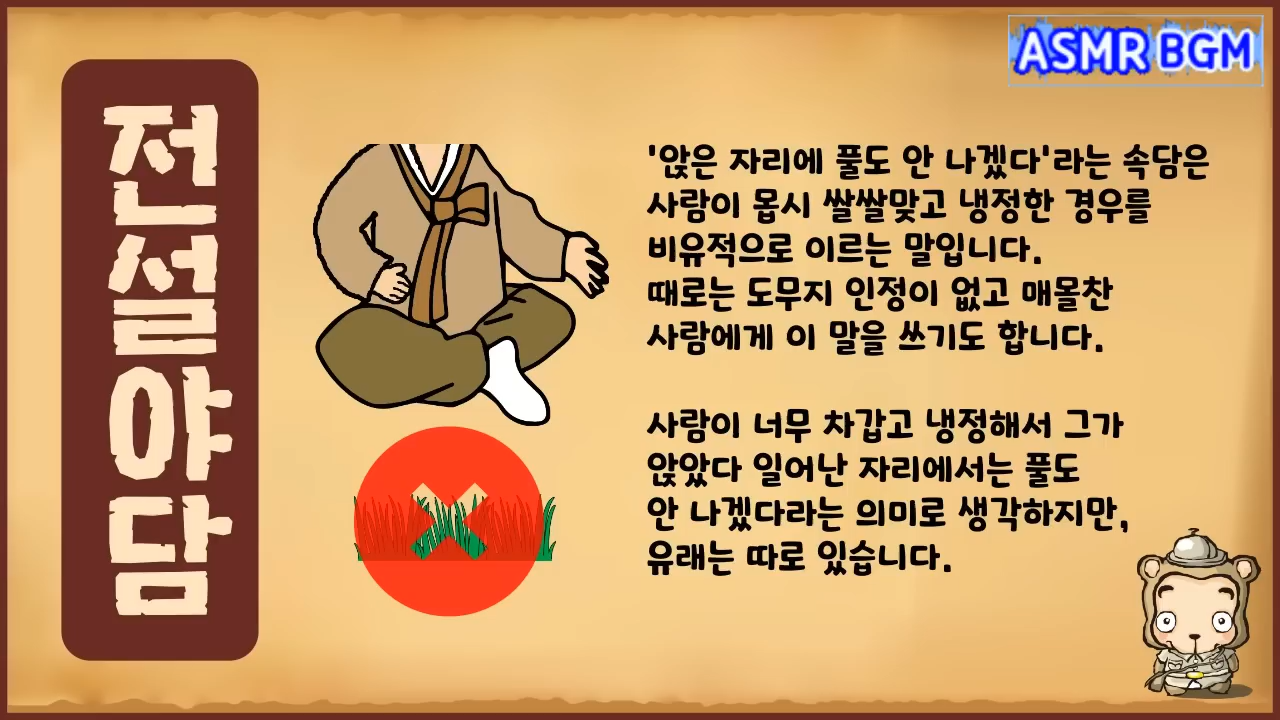 전설야담
ASMR BGM
'앉은 자리에 풀도 안 나겠다'라는 속담은
사람이 몹시 쌀쌀맞고 냉정한 경우를
비유적으로 이르는 말입니다.
때로는 도무지 인정이 없고 매몰찬
사람에게 이 말을 쓰기도 합니다.
사람이 너무 차갑고 냉정해서 그가
앉았다 일어난 자리에서는 풀도
안 나겠다라는 의미로 생각하지만,
유래는 따로 있습니다.